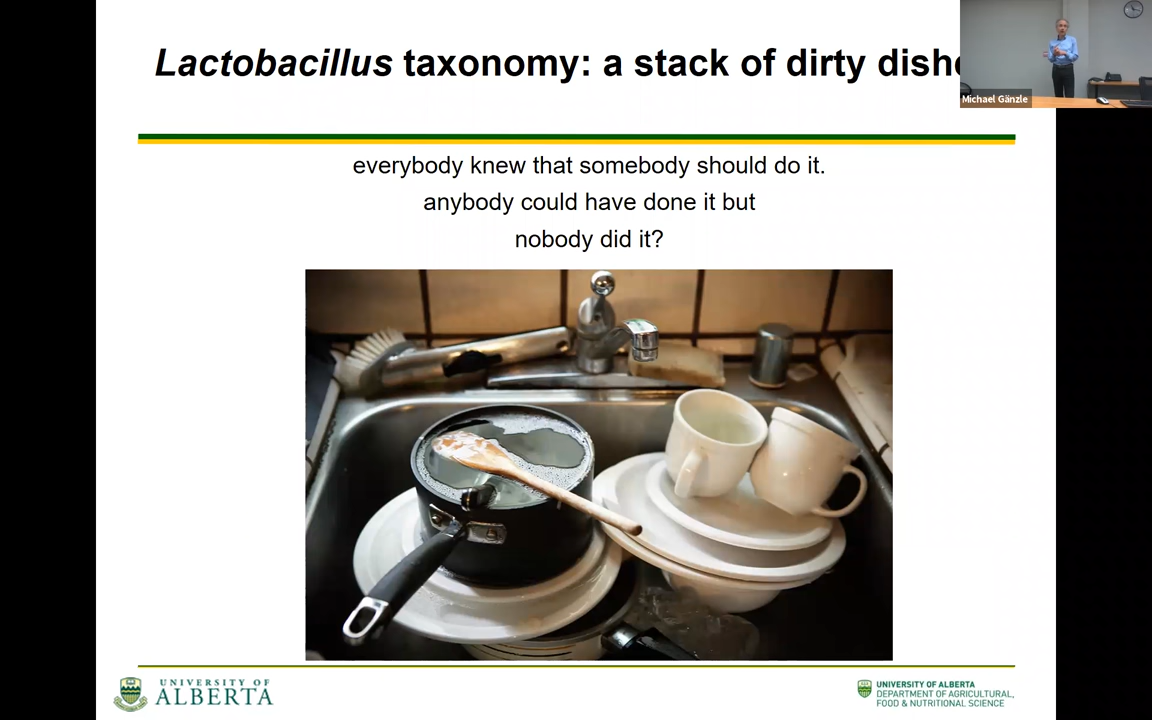 Lactobacillus taxonomy: a stack of dirty
Michael Gänzle
everybody knew that somebody should do it.
anybody could have done it but
nobody did it?
UNIVERSITY OF
ALBERTA
UNIVERSITY OF ALBERTA
DEPARTMENT OF AGRICULTURAL,
FOOD & NUTRITIONAL SCIENCE